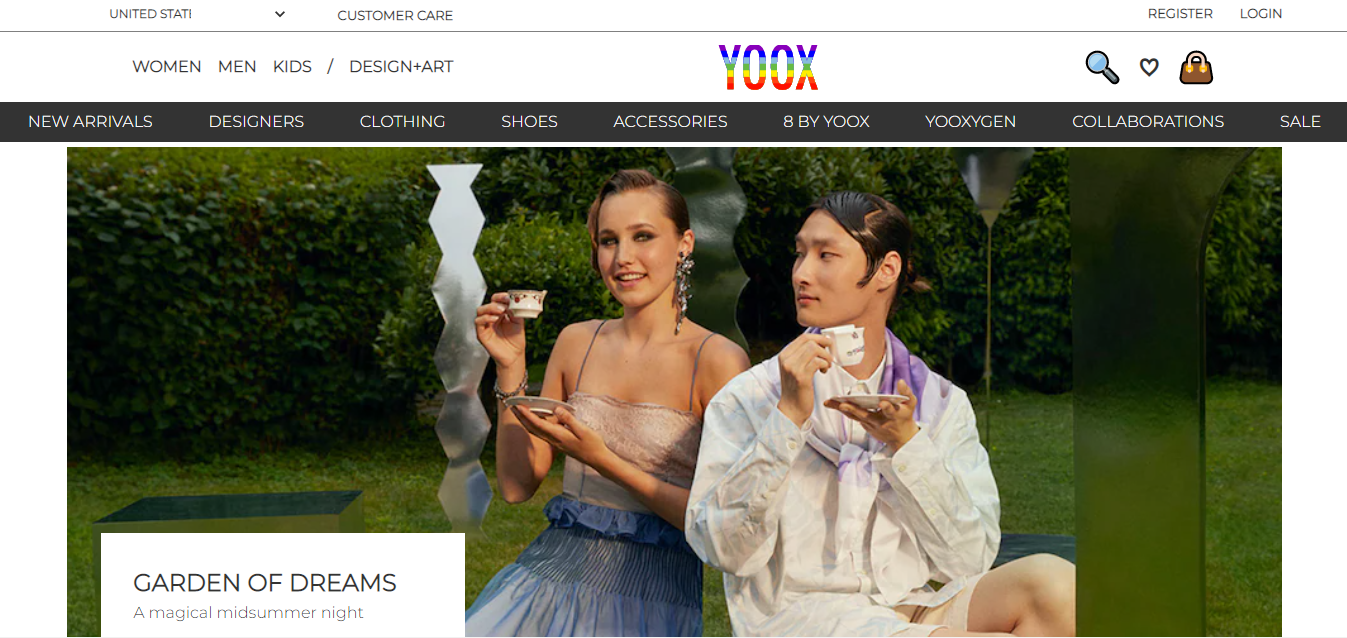 UNITED STATI
CUSTOMER CARE
REGISTER LOGIN
WOMEN MEN KIDS / DESIGN+ART
YOOX
NEW ARRIVALS DESIGNERS CLOTHING SHOES ACCESSORIES 8 BY YOOX YOOXYGEN COLLABORATIONS SALE
GARDEN OF DREAMS
A magical midsummer night